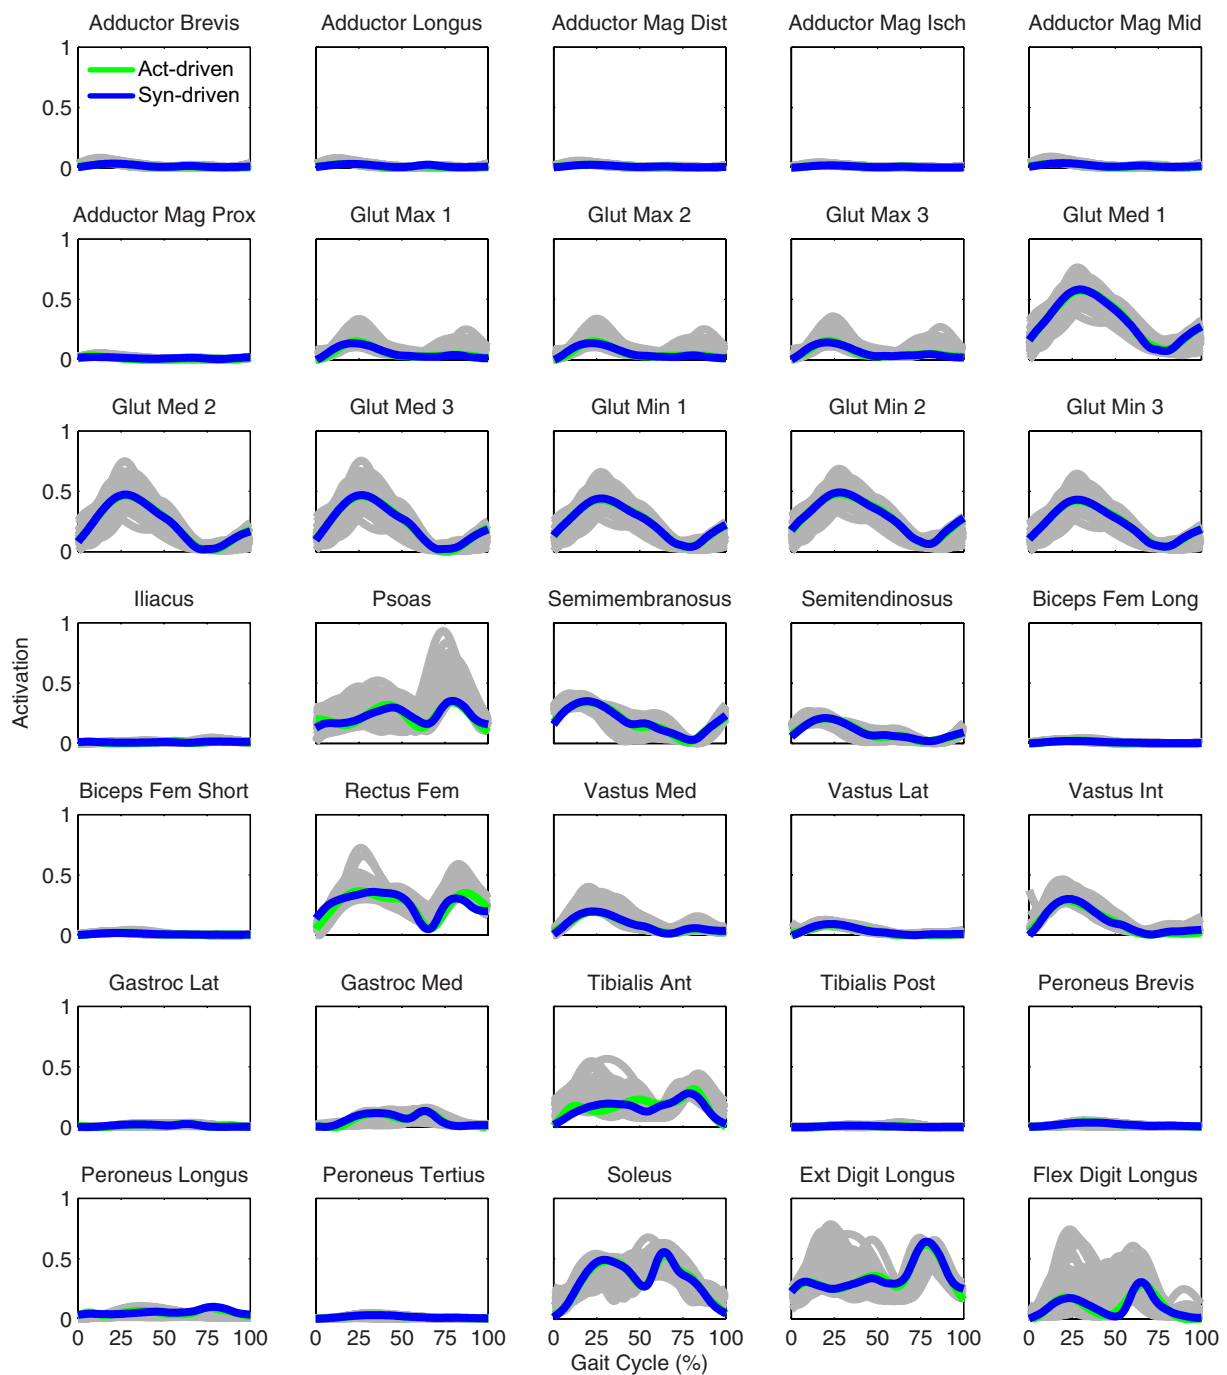 Adductor Brevis Adductor Longus Adductor Mag Dist Adductor Mag Isch Adductor Mag Mid
1
Act-driven
Syn-driven
0.5
0
Adductor Mag Prox Glut Max 1 Glut Max 2 Glut Max 3 Glut Med 1
1
0.5
0
Glut Med 2 Glut Med 3 Glut Min 1 Glut Min 2 Glut Min 3
1
0.5
0
Iliacus Psoas Semimembranosus Semitendinosus Biceps Fem Long
1
0.5
0
Activation
Biceps Fem Short Rectus Fem Vastus Med Vastus Lat Vastus Int
1
0.5
0
Gastroc Lat Gastroc Med Tibialis Ant Tibialis Post Peroneus Brevis
1
0.5
0
Peroneus Longus Peroneus Tertius Soleus Ext Digit Longus Flex Digit Longus
1
0.5
0
0 25 50 75 100 0 25 50 75 100 0 25 50 75 100 0 25 50 75 100 0 25 50 75 100
Gait Cycle (%)